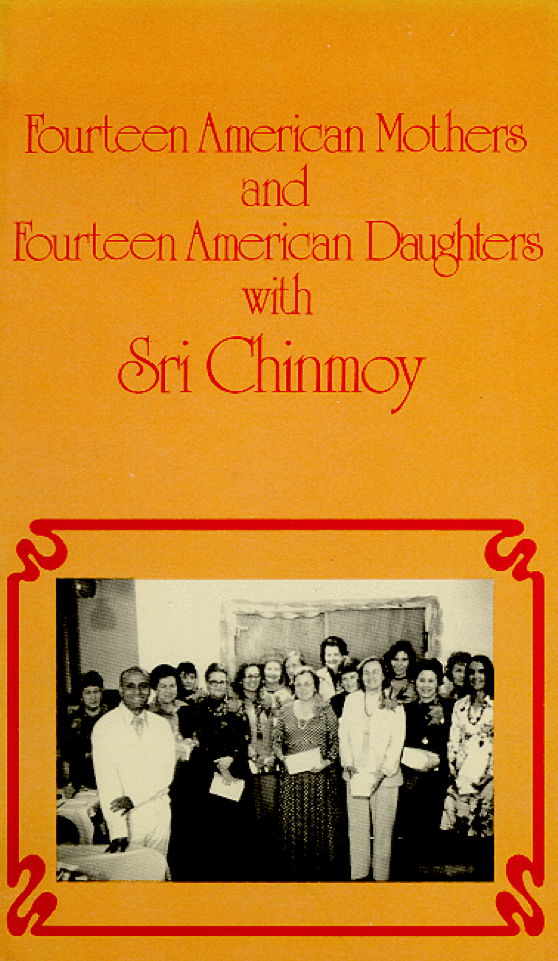 Fourteen American Mothers
and
Fourteen American Daughters
with
Sri Chinmoy